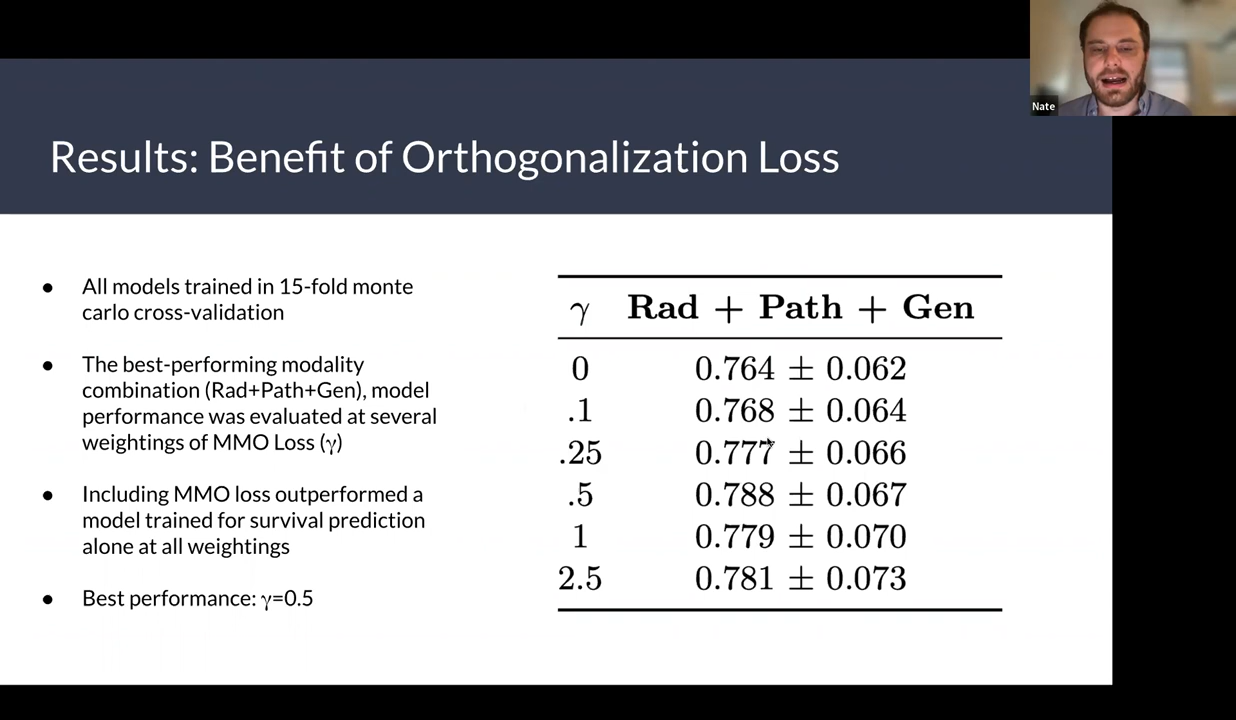 Nate
Results: Benefit of Orthogonalization Loss
● All models trained in 15-fold monte
carlo cross-validation
● The best-performing modality
combination (Rad+Path+Gen), model
performance was evaluated at several
weightings of MMO Loss (γ)
● Including MMO loss outperformed a
model trained for survival prediction
alone at all weightings
● Best performance: γ=0.5
γ Rad + Path + Gen
0 0.764 ± 0.062
.1 0.768 ± 0.064
.25 0.777 ± 0.066
.5 0.788 ± 0.067
1 0.779 ± 0.070
2.5 0.781 ± 0.073